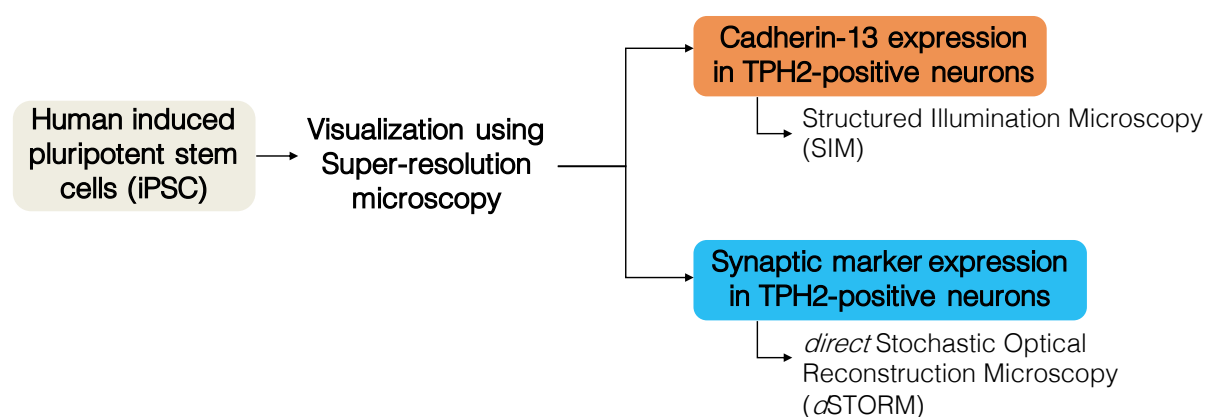 Human induced
pluripotent stem
cells (iPSC)
Visualization using
Super-resolution
microscopy
Cadherin-13 expression
in TPH2-positive neurons
Structured Illumination Microscopy
(SIM)
Synaptic marker expression
in TPH2-positive neurons
direct Stochastic Optical
Reconstruction Microscopy
(dSTORM)